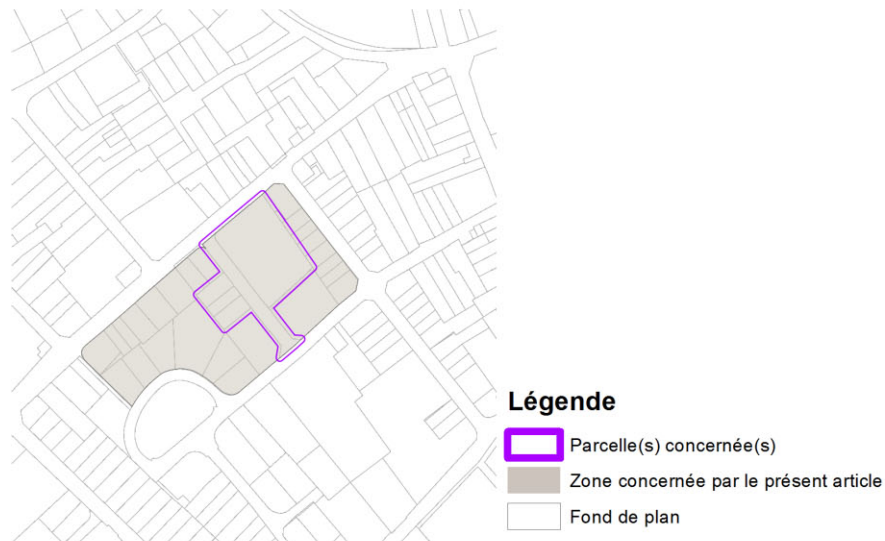 Légende
Parcelle(s) concernée(s)
Zone concernée par le présent article
Fond de plan